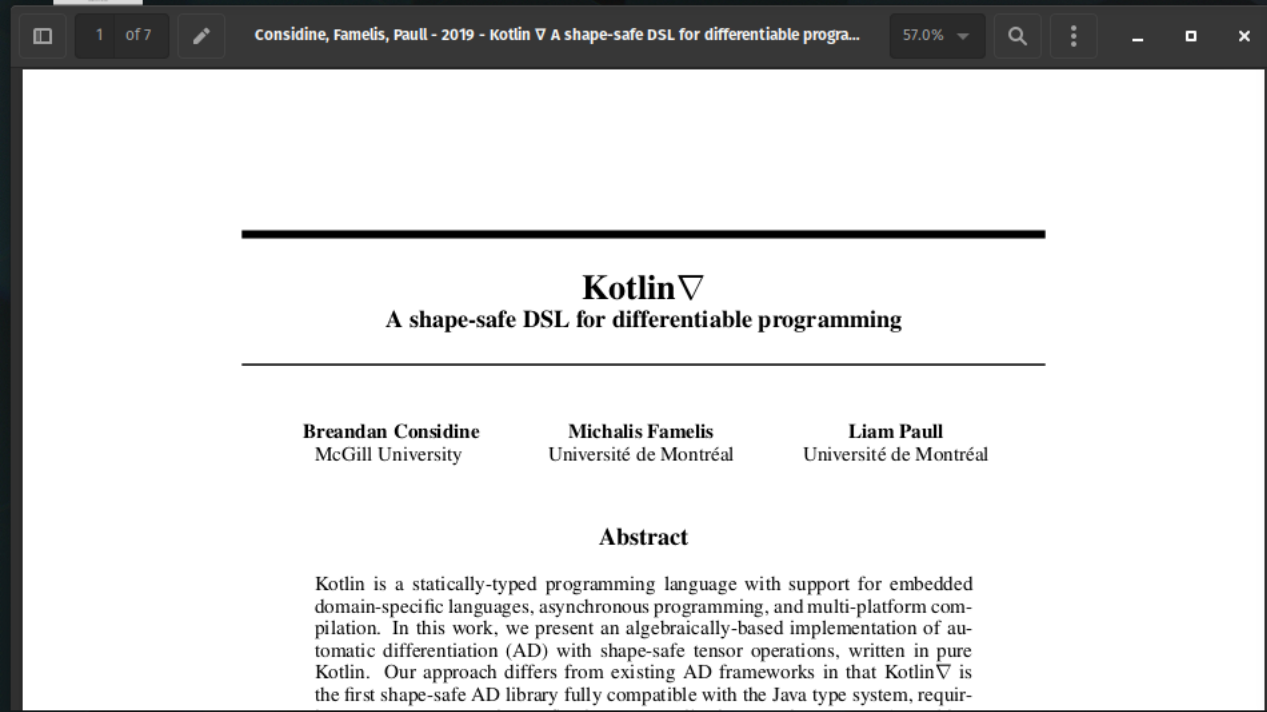 1 of 7 Considine, Famelis, Paull - 2019 - Kotlin ∇ A shape-safe DSL for differentiable progra... 57.0%
Kotlin∇
A shape-safe DSL for differentiable programming
Breandan Considine Michalis Famelis Liam Paull
McGill University Université de Montréal Université de Montréal
Abstract
Kotlin is a statically-typed programming language with support for embedded
domain-specific languages, asynchronous programming, and multi-platform com-
pilation. In this work, we present an algebraically-based implementation of au-
tomatic differentiation (AD) with shape-safe tensor operations, written in pure
Kotlin. Our approach differs from existing AD frameworks in that Kotlin∇ is
the first shape-safe AD library fully compatible with the Java type system, requir-